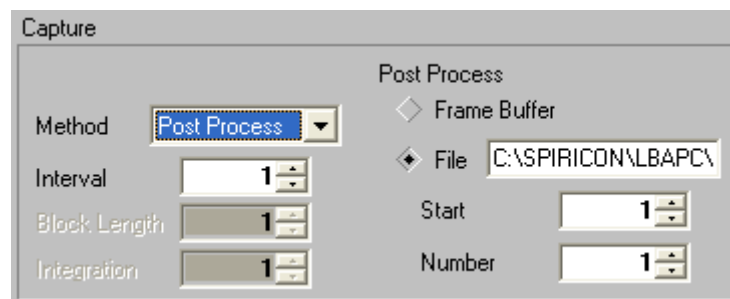 Capture
Post Process
Frame Buffer
Method Post Process
File C:\SPIRICON\LBAPC\
Interval 1
Start 1
Block Length 1
Number 1
Integration 1